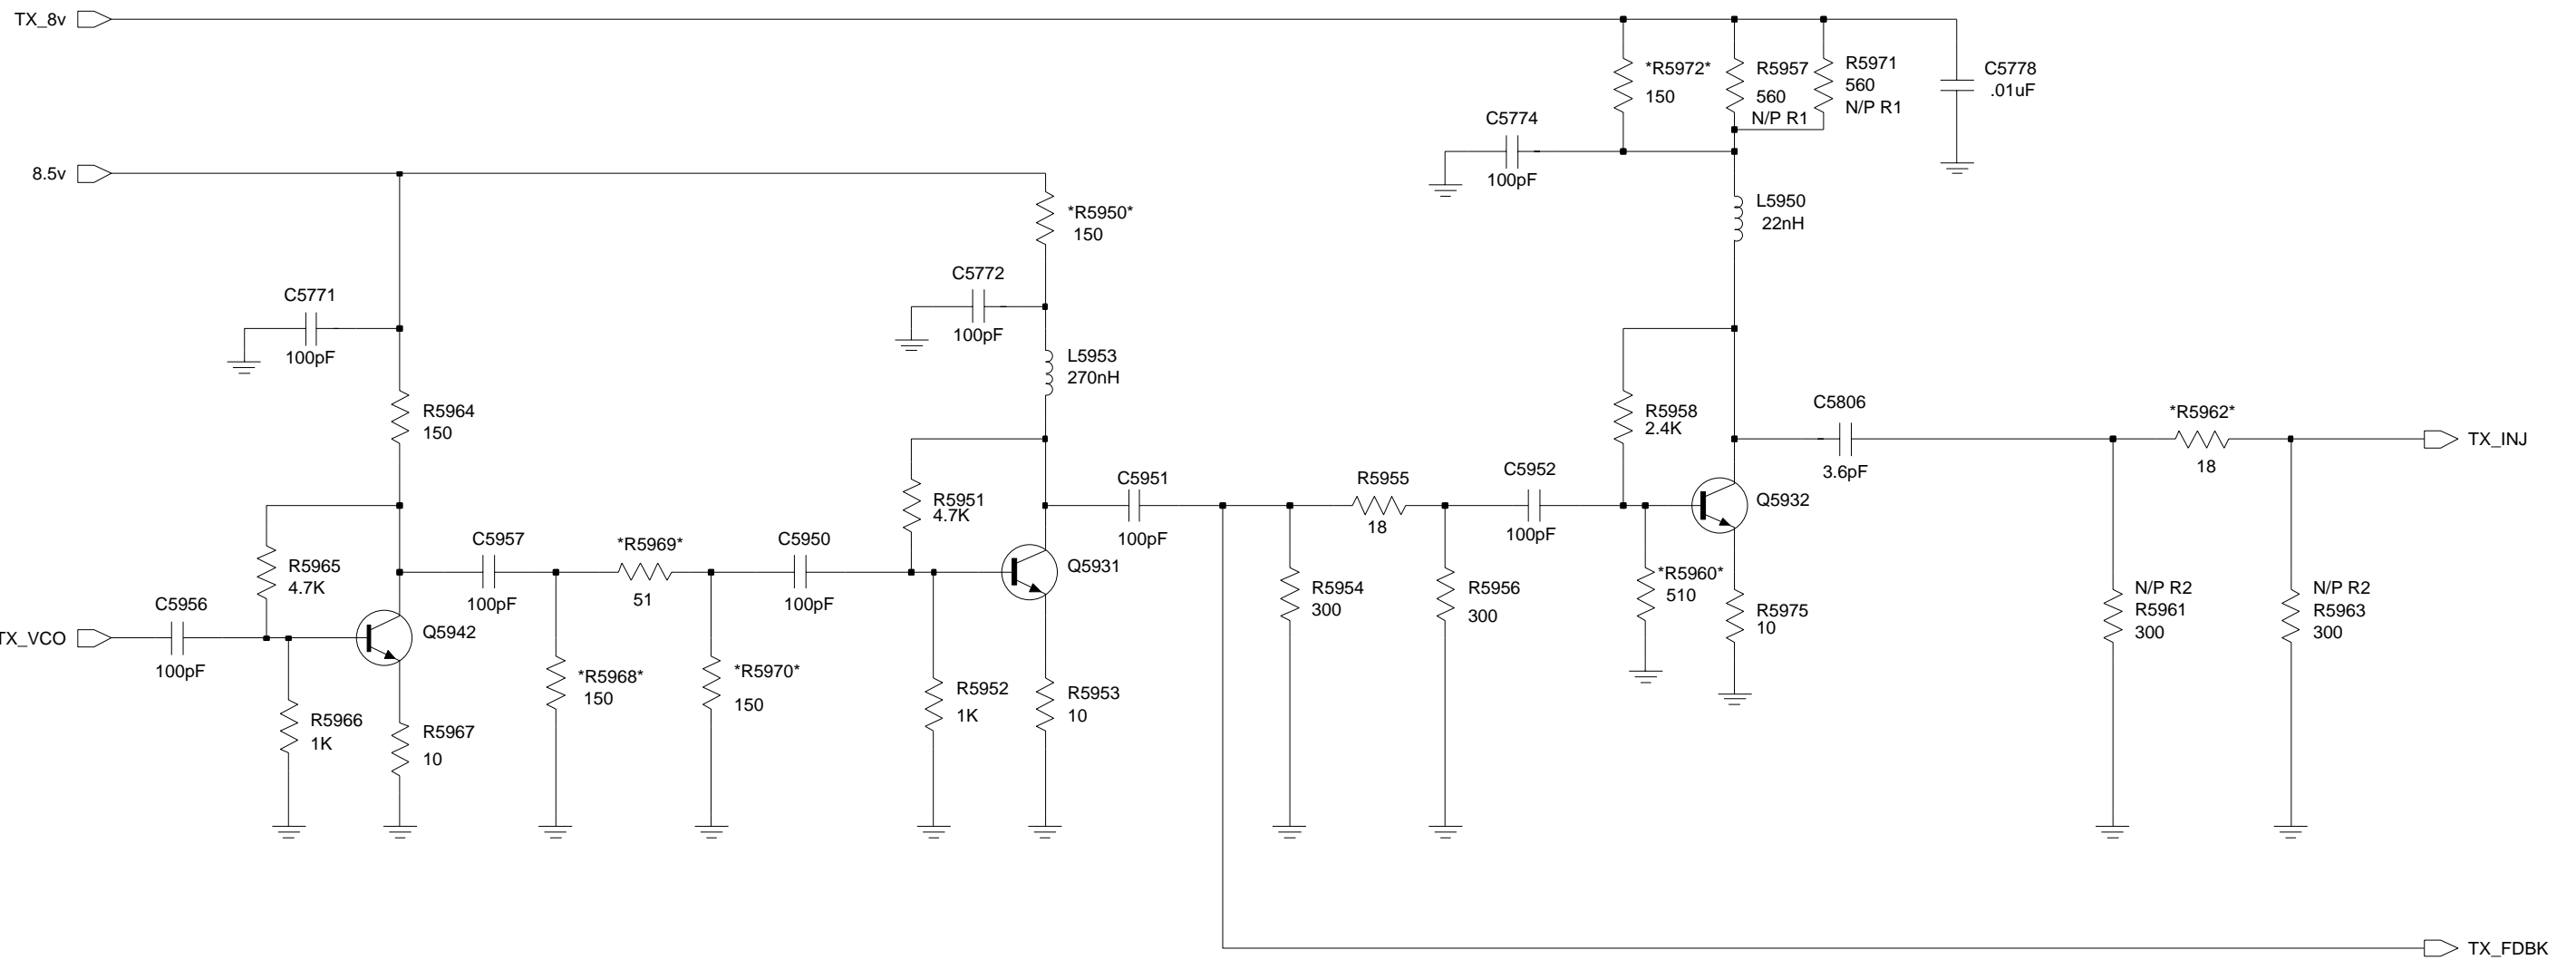 TX_8v
*R5972*
150
R5957
560
N/P R1
R5971
560
N/P R1
C5778
.01uF
C5774
100pF
8.5v
*R5950*
150
L5950
22nH
C5772
100pF
C5771
100pF
L5953
270nH
R5964
150
R5958
2.4K
C5806
3.6pF
*R5962*
18
TX_INJ
R5951
4.7K
C5951
100pF
R5955
18
C5952
100pF
Q5932
R5965
4.7K
C5957
100pF
*R5969*
51
C5950
100pF
Q5931
R5954
300
R5956
300
*R5960*
510
R5975
10
N/P R2
R5961
300
N/P R2
R5963
300
C5956
100pF
TX_VCO
Q5942
*R5968*
150
*R5970*
150
R5952
1K
R5953
10
R5966
1K
R5967
10
TX_FDBK